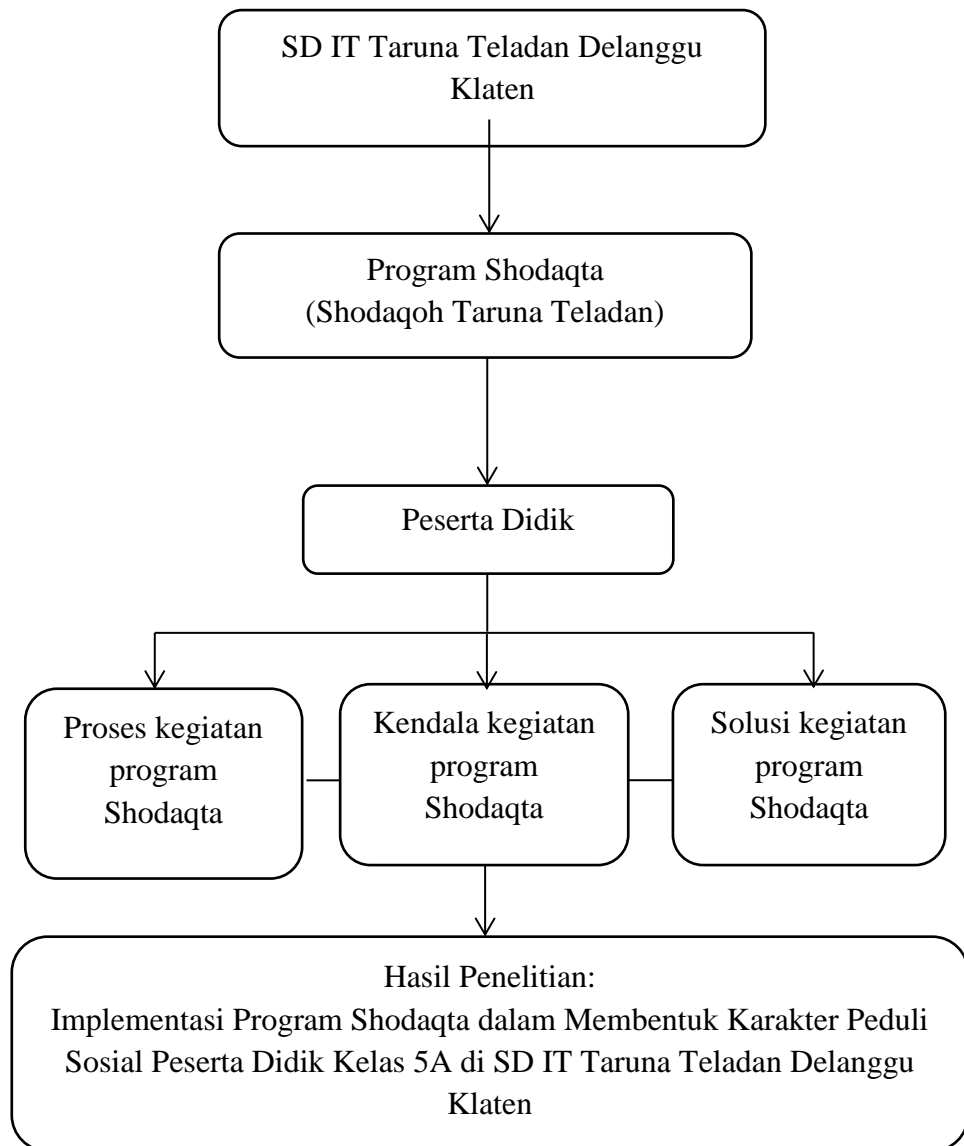 SD IT Taruna Teladan Delanggu
Klaten
Program Shodaqta
(Shodaqoh Taruna Teladan)
Peserta Didik
Proses kegiatan
program
Shodaqta
Kendala kegiatan
program
Shodaqta
Solusi kegiatan
program
Shodaqta
Hasil Penelitian:
Implementasi Program Shodaqta dalam Membentuk Karakter Peduli
Sosial Peserta Didik Kelas 5A di SD IT Taruna Teladan Delanggu
Klaten